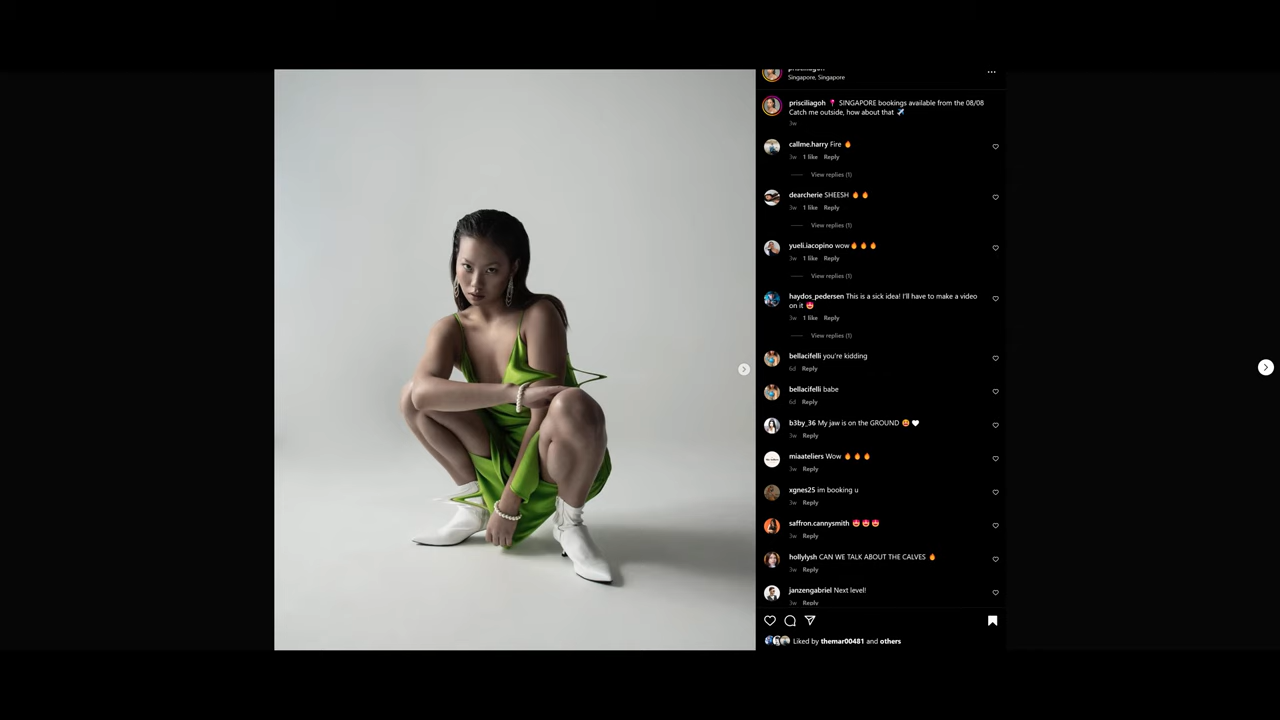 Singapore, Singapore
prisciliagoh 📍 SINGAPORE bookings available from the 08/08
Catch me outside, how about that ✈️
3w
callme.harry Fire 🔥
3w 1 like Reply
View replies (1)
dearcherie SHEESH 🔥 🔥
3w 1 like Reply
View replies (1)
yueli.iacopino wow🔥 🔥 🔥
3w 1 like Reply
View replies (1)
haydos_pedersen This is a sick idea! I'll have to make a video
on it 😍
3w 1 like Reply
View replies (1)
bellacifelli you're kidding
6d Reply
bellacifelli babe
6d Reply
b3by_36 My jaw is on the GROUND 🤩 🤍
3w Reply
miaateliers Wow 🔥 🔥 🔥
3w Reply
xgnes25 im booking u
3w Reply
saffron.cannysmith 😍 😍 😍
3w Reply
hollylysh CAN WE TALK ABOUT THE CALVES 🔥
3w Reply
janzengabriel Next level!
3w Reply
Liked by themar00481 and others